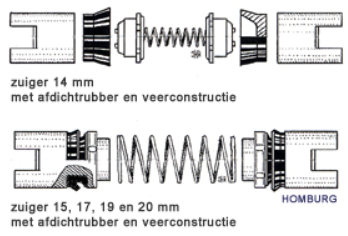 zuiger 14 mm
met afdichtrubber en veerconstructie
HOMBURG
zuiger 15, 17, 19 en 20 mm
met afdichtrubber en veerconstructie